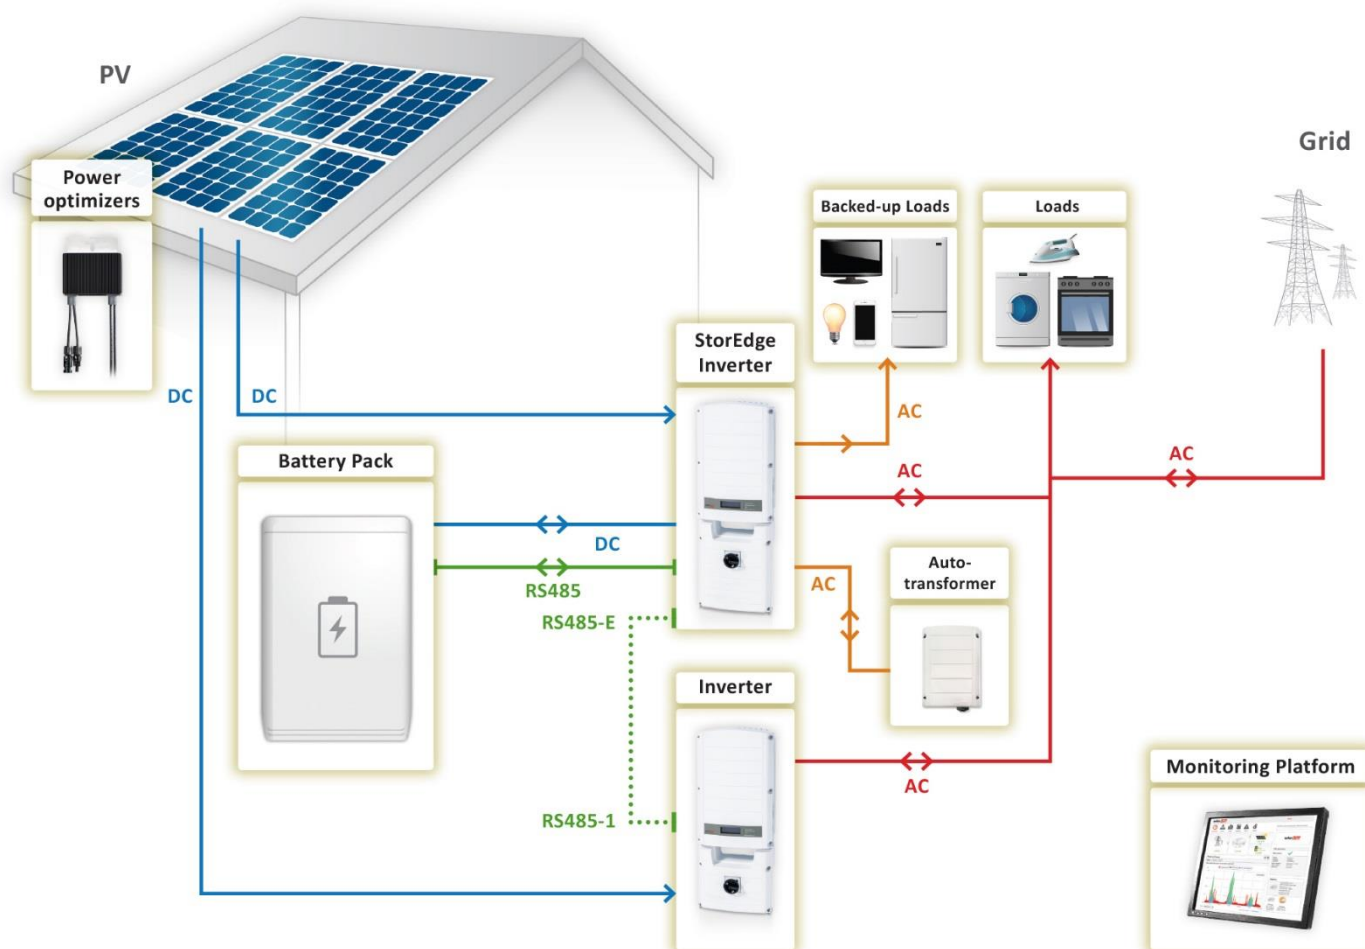 PV
Grid
Power
optimizers
Backed-up Loads
Loads
StorEdge
Inverter
DC
DC
AC
Battery Pack
AC
AC
DC
Auto-
transformer
RS485
AC
RS485-E
Inverter
AC
Monitoring Platform
RS485-1